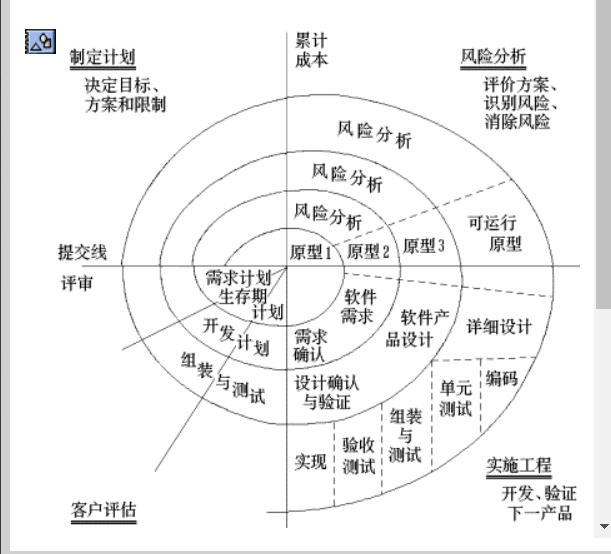 累计
成本
制定计划
决定目标、
方案和限制
风险分析
评价方案、
识别风险、
消除风险
风险分析
风险分析
风险分析
可运行
原型
原型1
原型2
原型3
提交线
评审
需求计划
生存期
计划
开发计划
组装与测试
软件
需求
需求
确认
软件产
品设计
详细设计
设计确认
与验证
实现
验收
测试
组装
与
测试
单元
测试
编码
实施工程
开发、验证
下一产品
客户评估